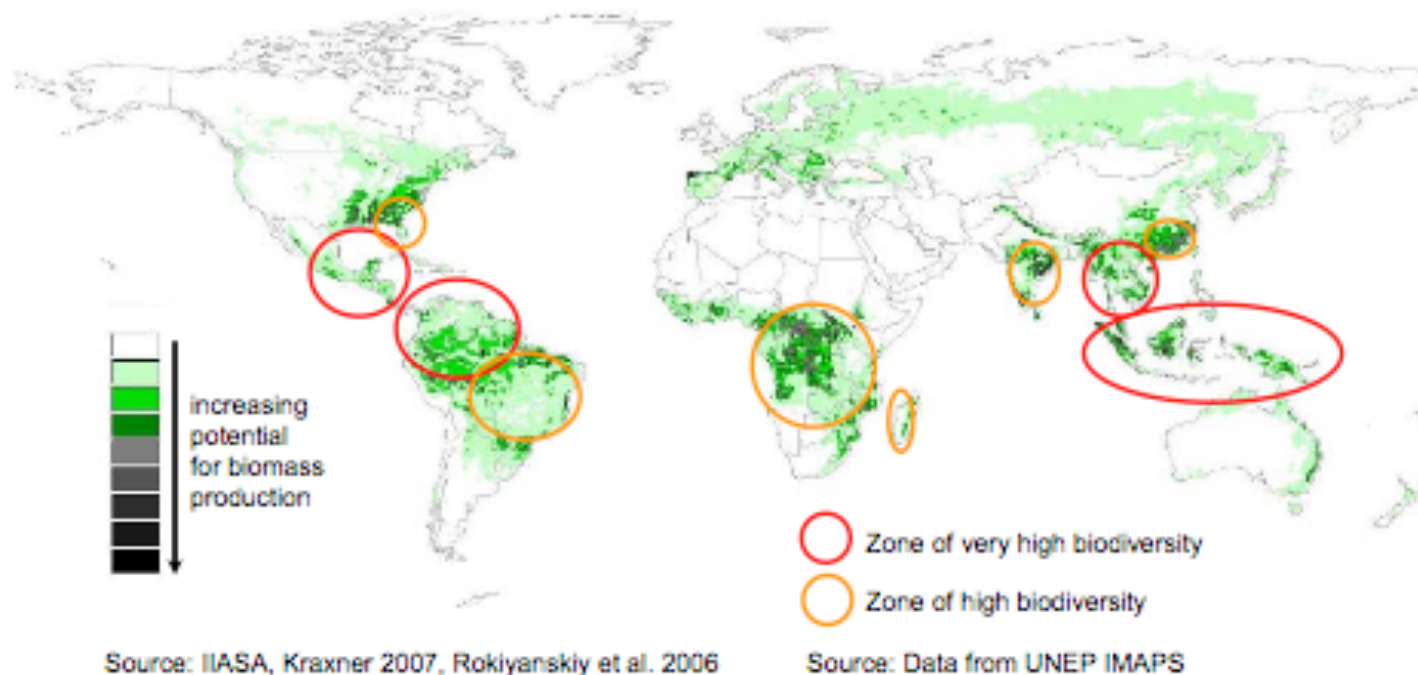 increasing
potential
for biomass
production
Zone of very high biodiversity
Zone of high biodiversity
Source: IIASA, Kraxner 2007, Rokiyanskiy et al. 2006
Source: Data from UNEP IMAPS